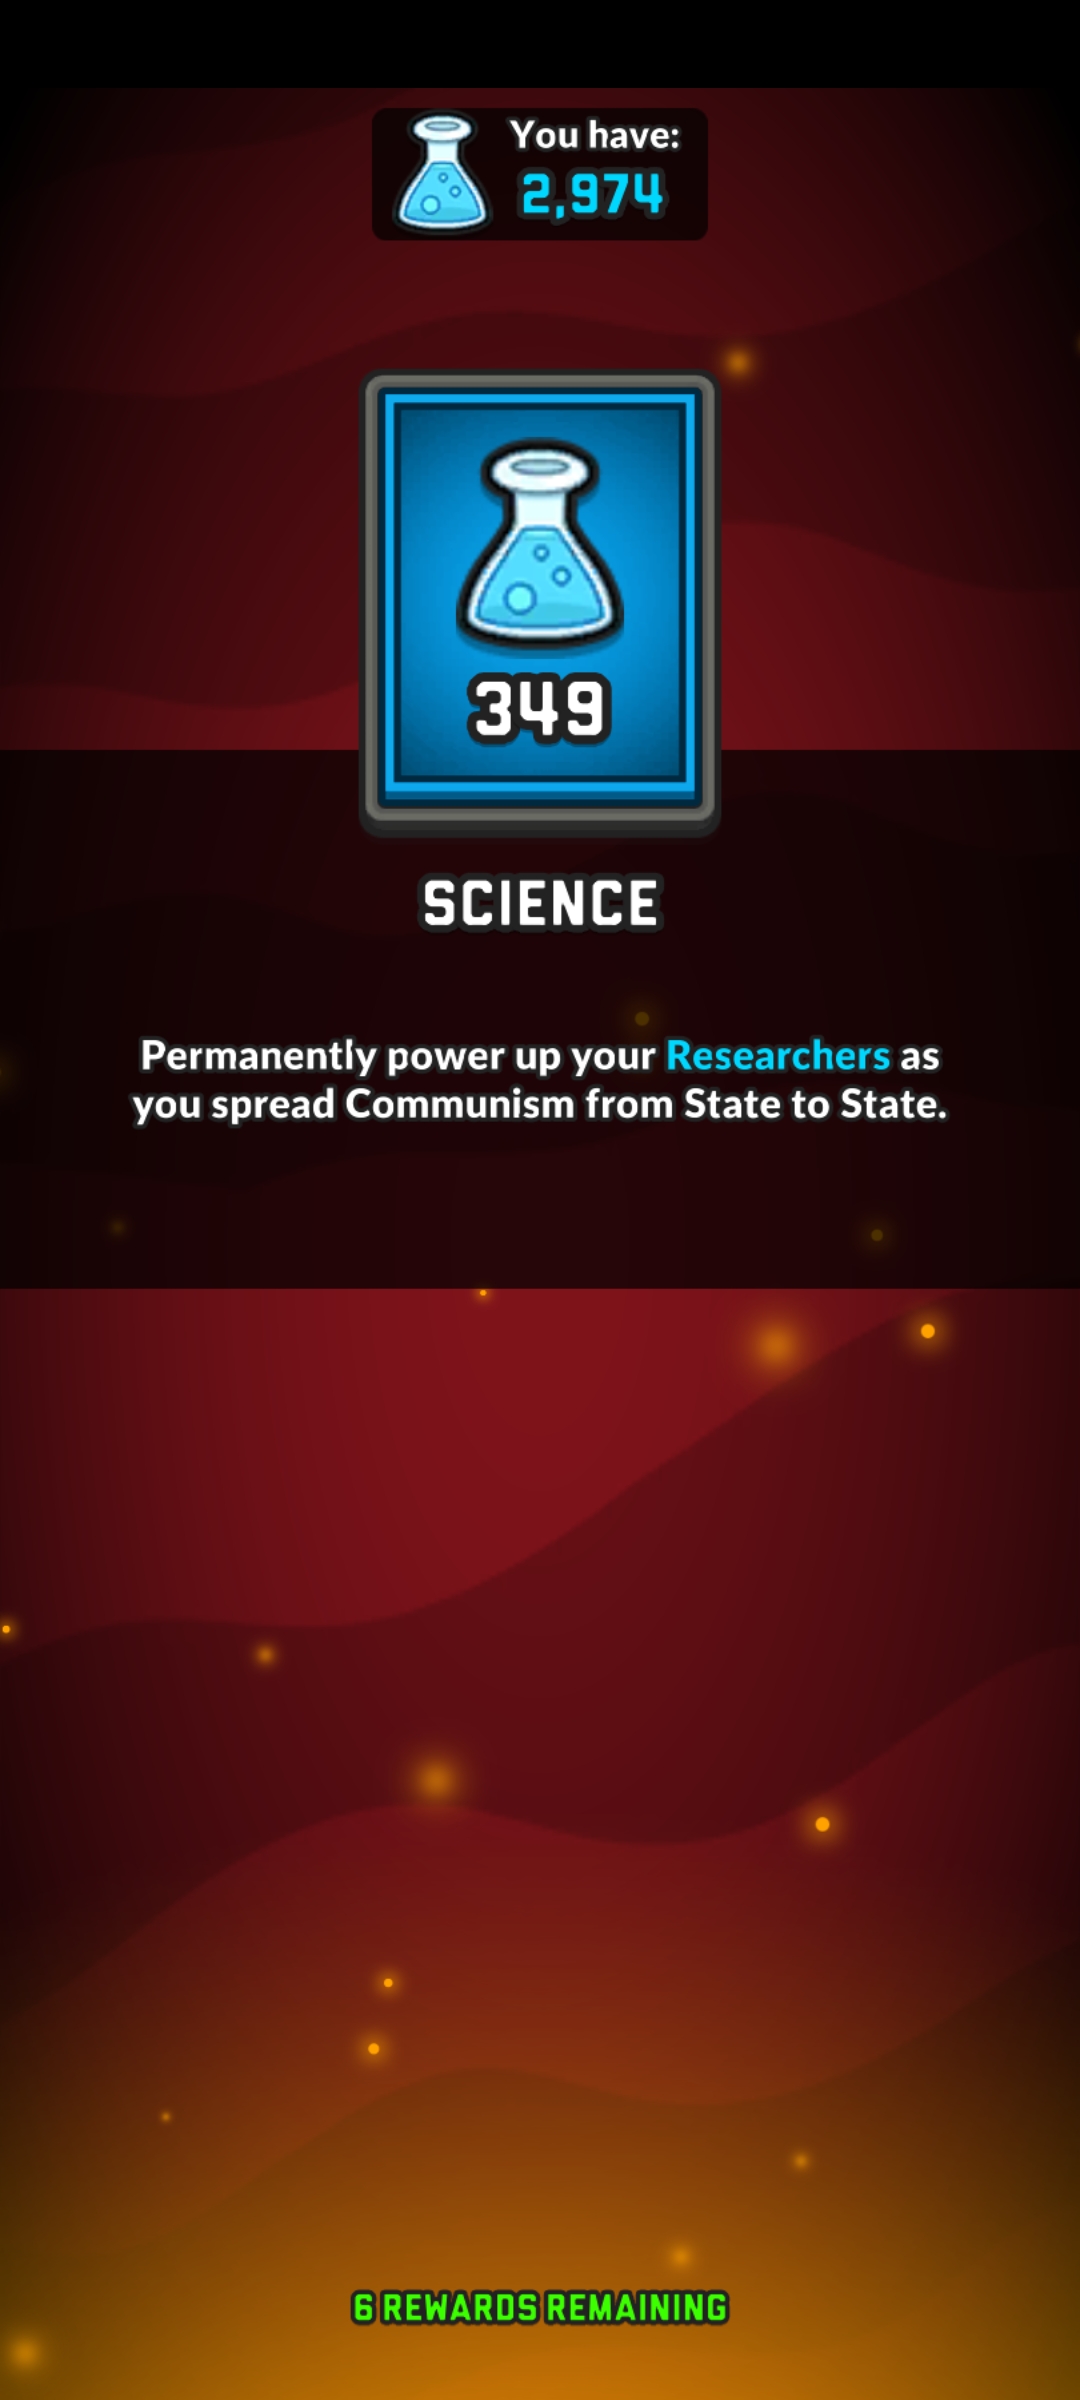 You have:
2,974
349
SCIENCE
Permanently power up your Researchers as
you spread Communism from State to State.
6 REWARDS REMAINING